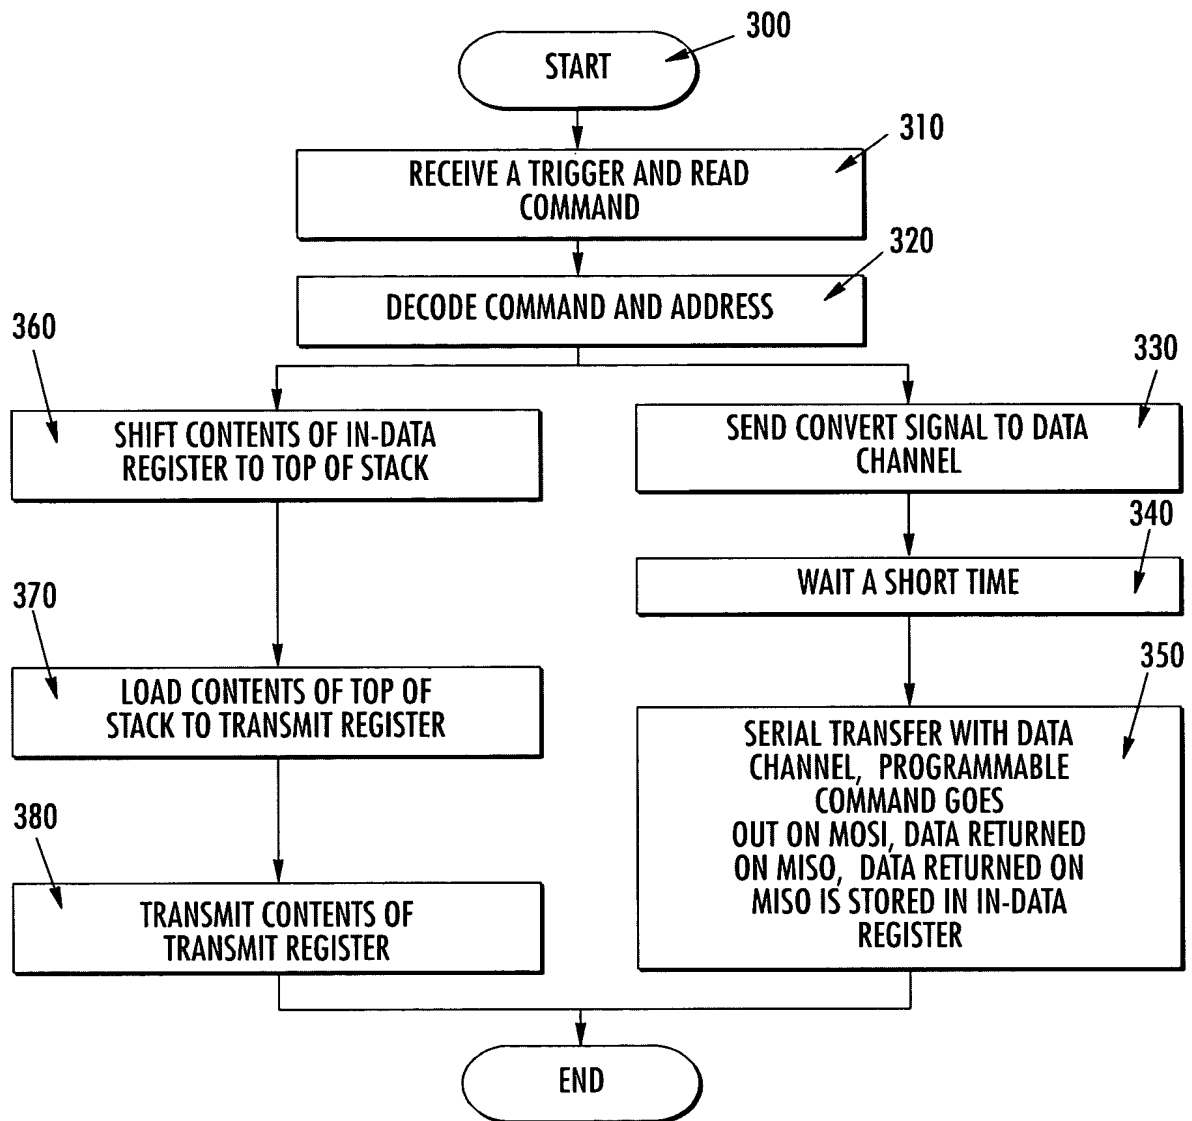 300
START
310
RECEIVE A TRIGGER AND READ
COMMAND
320
DECODE COMMAND AND ADDRESS
360
SHIFT CONTENTS OF IN-DATA
REGISTER TO TOP OF STACK
330
SEND CONVERT SIGNAL TO DATA
CHANNEL
340
WAIT A SHORT TIME
370
LOAD CONTENTS OF TOP OF
STACK TO TRANSMIT REGISTER
350
SERIAL TRANSFER WITH DATA
CHANNEL, PROGRAMMABLE
COMMAND GOES
OUT ON MOSI, DATA RETURNED
ON MISO, DATA RETURNED ON
MISO IS STORED IN IN-DATA
REGISTER
380
TRANSMIT CONTENTS OF
TRANSMIT REGISTER
END